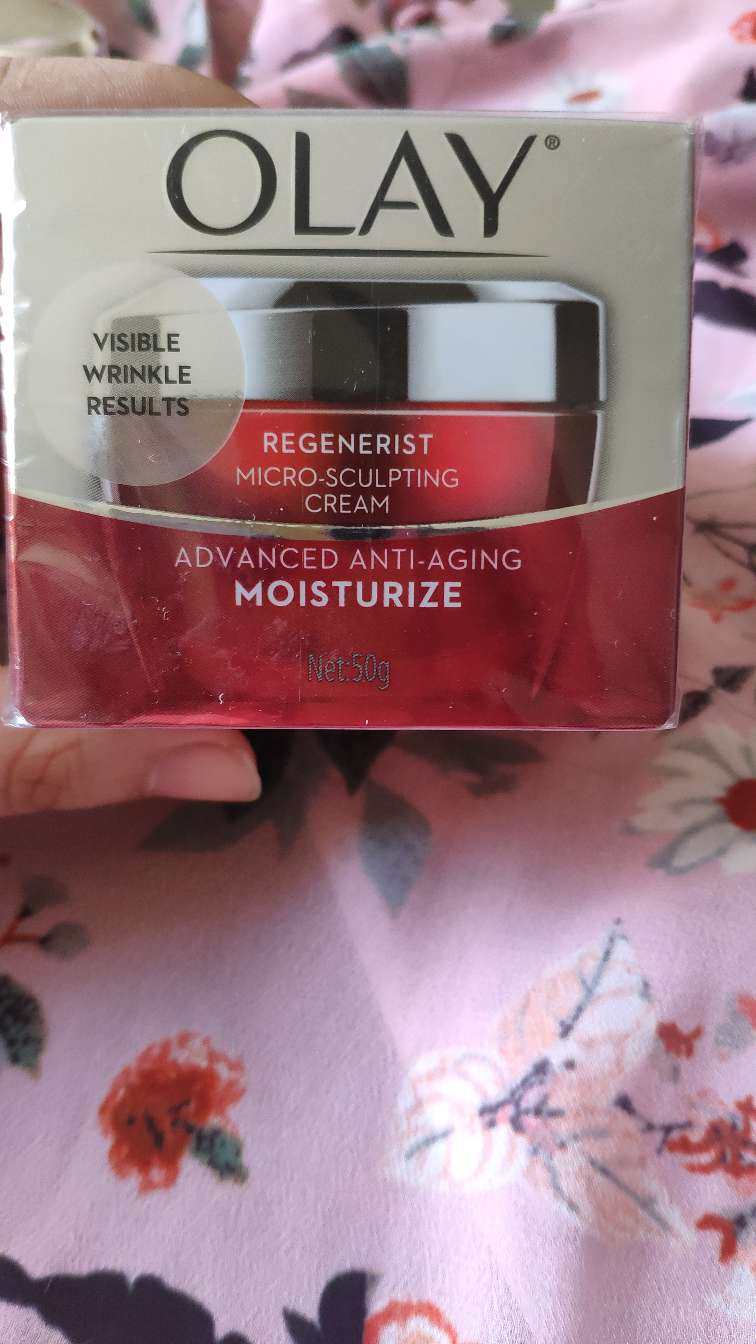 OLAY®
VISIBLE
WRINKLE
RESULTS
REGENERIST
MICRO-SCULPTING
CREAM
ADVANCED ANTI-AGING
MOISTURIZE
Net:50g